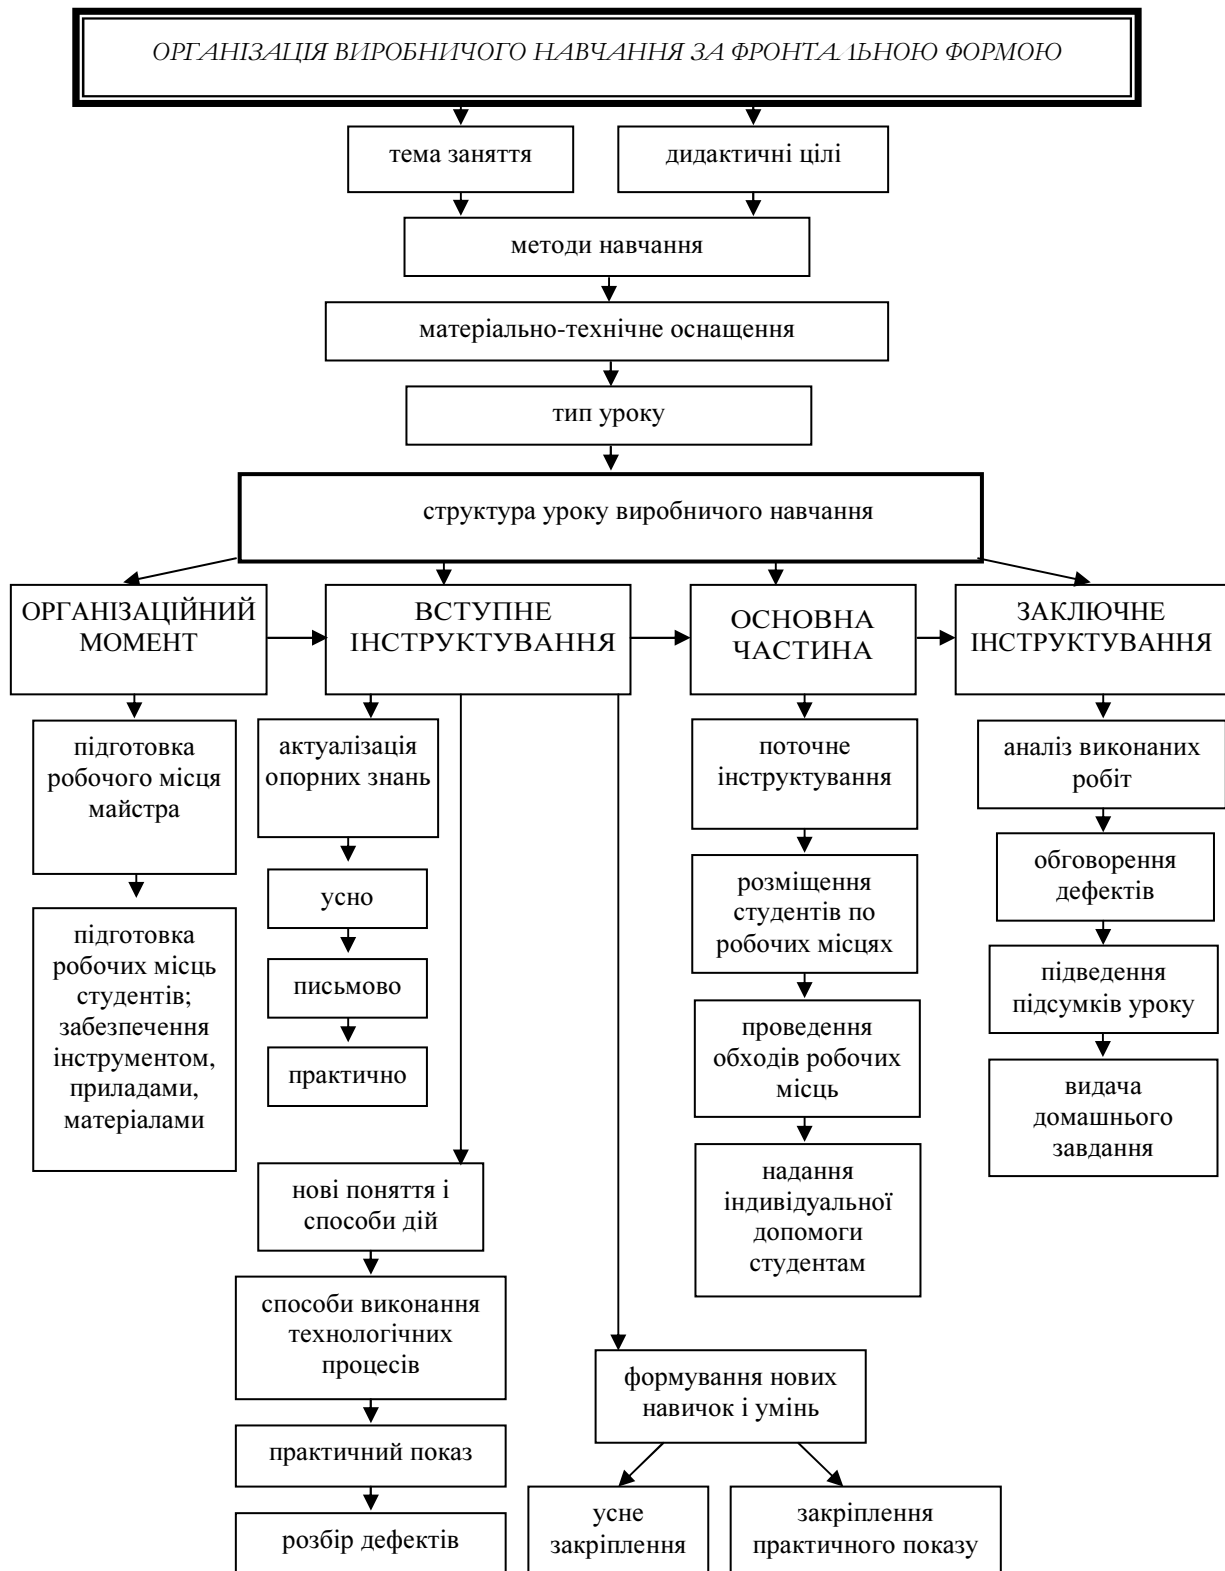 ОРГАНІЗАЦІЯ ВИРОБНИЧОГО НАВЧАННЯ ЗА ФРОНТАЛЬНОЮ ФОРМОЮ
тема заняття
дидактичні цілі
методи навчання
матеріально-технічне оснащення
тип уроку
структура уроку виробничого навчання
ОРГАНІЗАЦІЙНИЙ
МОМЕНТ
ВСТУПНЕ
ІНСТРУКТУВАННЯ
ОСНОВНА
ЧАСТИНА
ЗАКЛЮЧНЕ
ІНСТРУКТУВАННЯ
підготовка
робочого місця
майстра
підготовка
робочих місць
студентів;
забезпечення
інструментом,
приладами,
матеріалами
актуалізація
опорних знань
усно
письмово
практично
нові поняття і
способи дій
способи виконання
технологічних
процесів
практичний показ
розбір дефектів
формування нових
навичок і умінь
усне
закріплення
закріплення
практичного показу
поточне
інструктування
розміщення
студентів по
робочих місцях
проведення
обходів робочих
місць
надання
індивідуальної
допомоги
студентам
аналіз виконаних
робіт
обговорення
дефектів
підведення
підсумків уроку
видача
домашнього
завдання